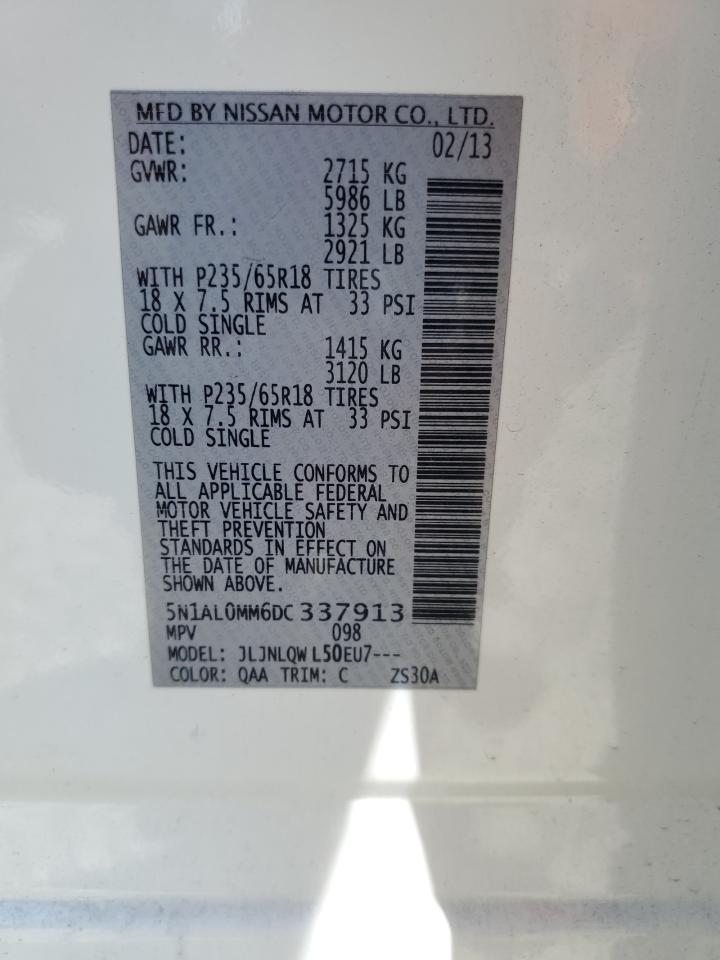 MFD BY NISSAN MOTOR CO., LTD.
DATE: 02/13
GVWR: 2715 KG
5986 LB
GAWR FR.: 1325 KG
2921 LB
WITH P235/65R18 TIRES
18 X 7.5 RIMS AT 33 PSI
COLD SINGLE
GAWR RR.: 1415 KG
3120 LB
WITH P235/65R18 TIRES
18 X 7.5 RIMS AT 33 PSI
COLD SINGLE
THIS VEHICLE CONFORMS TO
ALL APPLICABLE FEDERAL
MOTOR VEHICLE SAFETY AND
THEFT PREVENTION
STANDARDS IN EFFECT ON
THE DATE OF MANUFACTURE
SHOWN ABOVE.
5N1AL0MM6DC 337913
MPV 098
MODEL: JLJNLQW L50EU7---
COLOR: QAA TRIM: C ZS30A